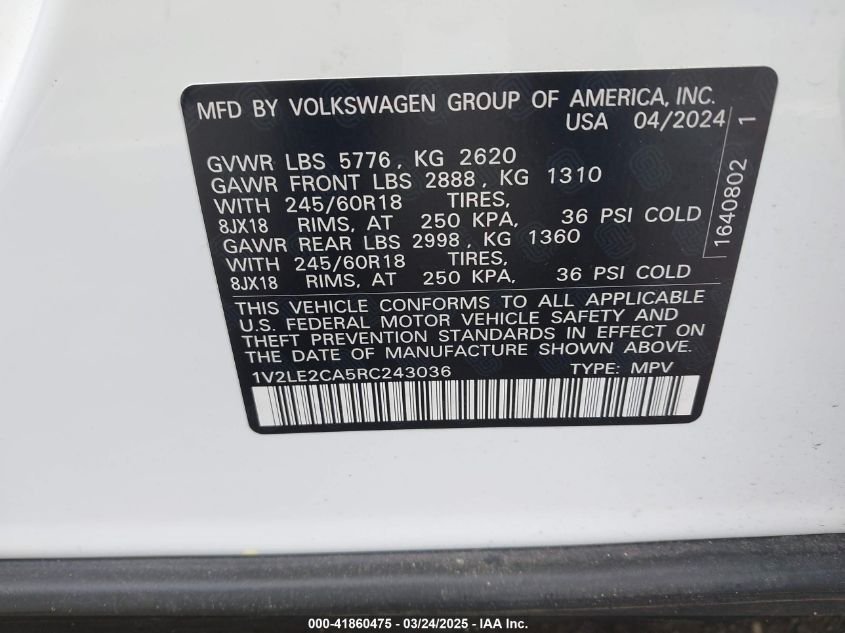 MFD BY VOLKSWAGEN GROUP OF AMERICA, INC.
USA 04/2024
GVWR LBS 5776, KG 2620
GAWR FRONT LBS 2888, KG 1310
WITH 245/60R18 TIRES,
8JX18 RIMS, AT 250 KPA, 36 PSI COLD
GAWR REAR LBS 2998, KG 1360
WITH 245/60R18 TIRES,
8JX18 RIMS, AT 250 KPA, 36 PSI COLD
THIS VEHICLE CONFORMS TO ALL APPLICABLE
U.S. FEDERAL MOTOR VEHICLE SAFETY AND
THEFT PREVENTION STANDARDS IN EFFECT ON
THE DATE OF MANUFACTURE SHOWN ABOVE.
1V2LE2CA5RC243036 TYPE: MPV
1640802 1
000-41860475 - 03/24/2025 - IAA Inc.